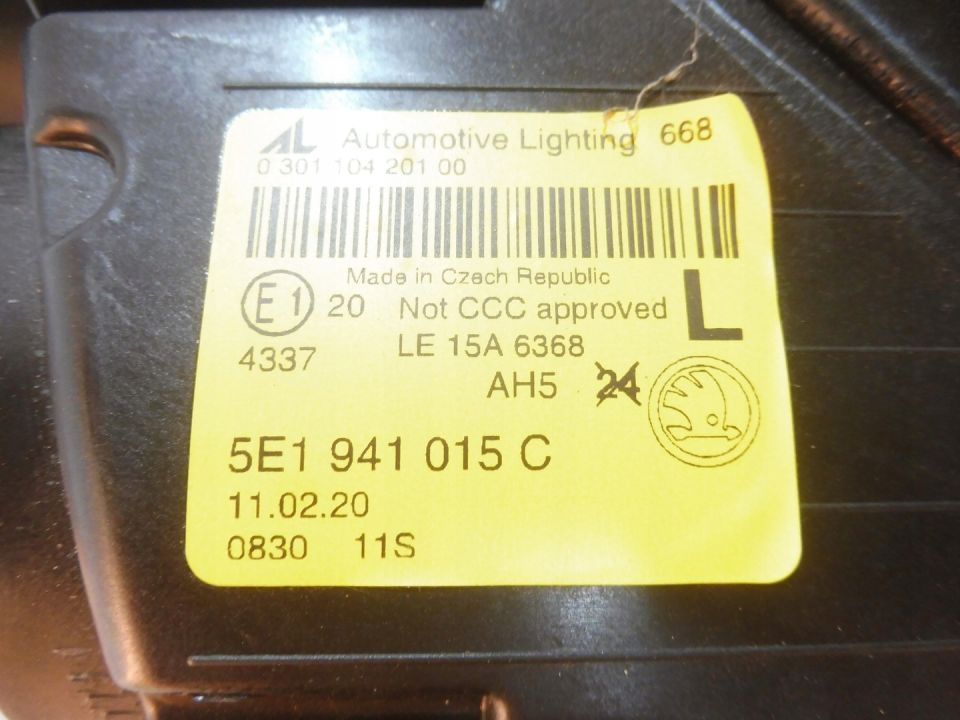 AL Automotive Lighting 668
0 301 104 201 00
Made in Czech Republic
E1 20 Not CCC approved L
4337 LE 15A 6368
AH5 24
5E1 941 015 C
11.02.20
0830 11S